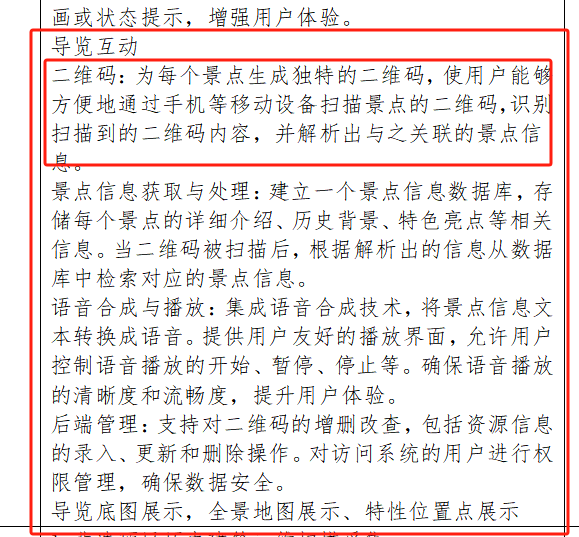 画或状态提示，增强用户体验。
导览互动
二维码：为每个景点生成独特的二维码，使用户能够
方便地通过手机等移动设备扫描景点的二维码，识别
扫描到的二维码内容，并解析出与之关联的景点信
息。
景点信息获取与处理：建立一个景点信息数据库，存
储每个景点的详细介绍、历史背景、特色亮点等相关
信息。当二维码被扫描后，根据解析出的信息从数据
库中检索对应的景点信息。
语音合成与播放：集成语音合成技术，将景点信息文
本转换成语音。提供用户友好的播放界面，允许用户
控制语音播放的开始、暂停、停止等。确保语音播放
的清晰度和流畅度，提升用户体验。
后端管理：支持对二维码的增删改查，包括资源信息
的录入、更新和删除操作。对访问系统的用户进行权
限管理，确保数据安全。
导览底图展示，全景地图展示、特性位置点展示